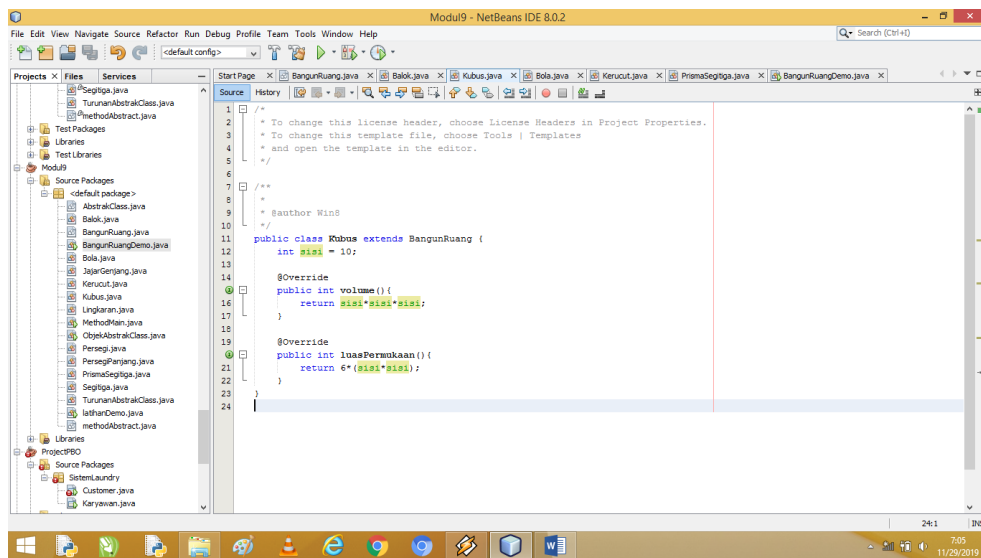 Modul9 - NetBeans IDE 8.0.2
File Edit View Navigate Source Refactor Run Debug Profile Team Tools Window Help
Search (Ctrl+I)
<default config>
Projects X Files Services
Start Page BangunRuang.java Balok.java Kubus.java Bola.java Kerucut.java PrismaSegitiga.java BangunRuangDemo.java
Source History
Segitiga.java
TurunanAbstrakClass.java
methodAbstract.java
Test Packages
Libraries
Test Libraries
Modul9
Source Packages
<default package>
AbstrakClass.java
Balok.java
BangunRuang.java
BangunRuangDemo.java
Bola.java
JajarGenjang.java
Kerucut.java
Kubus.java
Lingkaran.java
MethodMain.java
ObjekAbstrakClass.java
Persegi.java
PersegiPanjang.java
PrismaSegitiga.java
Segitiga.java
TurunanAbstrakClass.java
latihanDemo.java
methodAbstract.java
Libraries
ProjectPBO
Source Packages
SistemLaundry
Customer.java
Karyawan.java
1 /*
2 * To change this license header, choose License Headers in Project Properties.
3 * To change this template file, choose Tools | Templates
4 * and open the template in the editor.
5 */
6
7 /**
8 *
9 * @author Win8
10 */
11 public class Kubus extends BangunRuang {
12 int sisi = 10;
13
14 @Override
public int volume(){
16 return sisi*sisi*sisi;
17 }
18
19 @Override
public int luasPermukaan(){
21 return 6*(sisi*sisi);
22 }
23 }
24
24:1 INS
7:05
11/29/2019